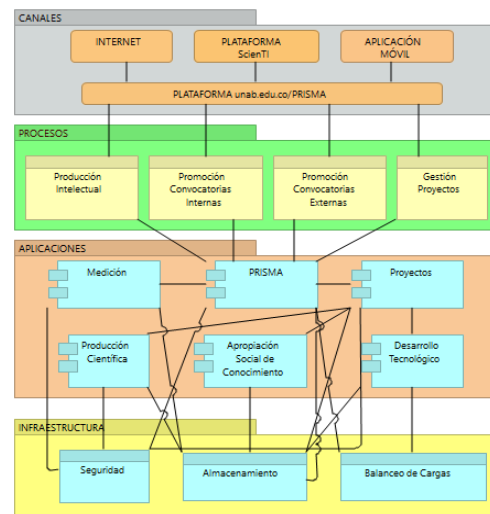 CANALES
INTERNET
PLATAFORMA
ScienTI
APLICACIÓN
MÓVIL
PLATAFORMA unab.edu.co/PRISMA
PROCESOS
Producción
Intelectual
Promoción
Convocatorias
Internas
Promoción
Convocatorias
Externas
Gestión
Proyectos
APLICACIONES
Medición
PRISMA
Proyectos
Producción
Científica
Apropiación
Social de
Conocimiento
Desarrollo
Tecnológico
INFRAESTRUCTURA
Seguridad
Almacenamiento
Balanceo de Cargas